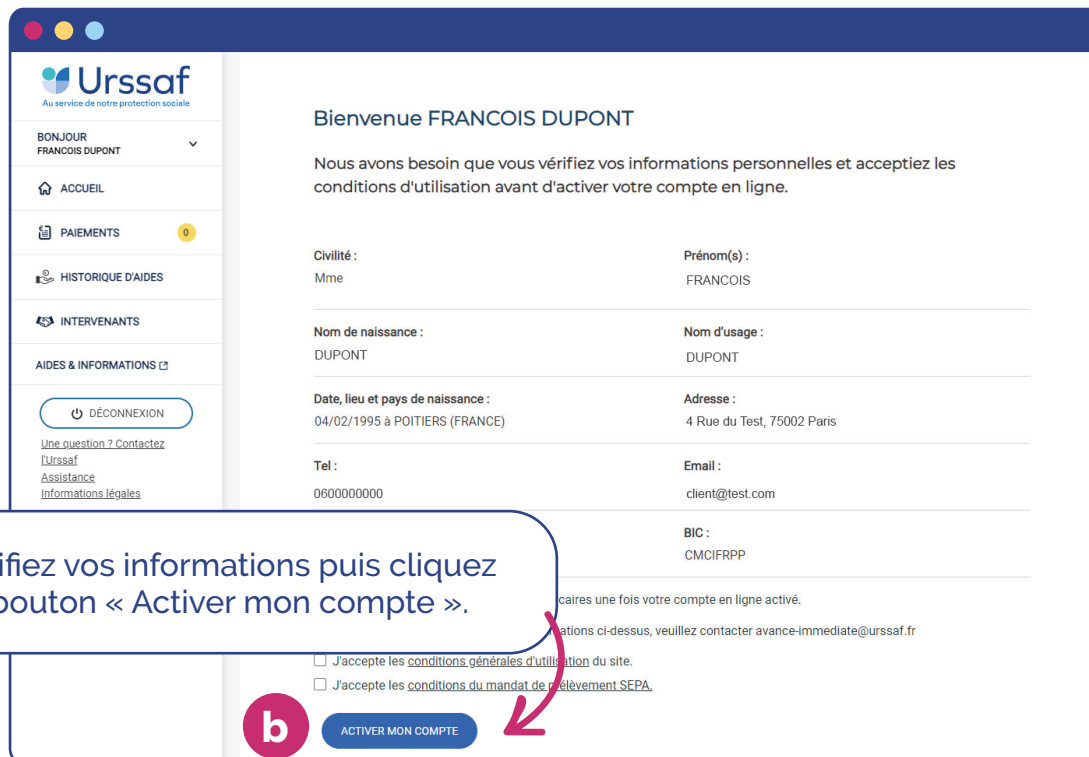 Urssaf
Au service de notre protection sociale
BONJOUR
FRANCOIS DUPONT
ACCUEIL
PAIEMENTS 0
HISTORIQUE D'AIDES
INTERVENANTS
AIDES & INFORMATIONS
DÉCONNEXION
Une question ? Contactez
l'Urssaf
Assistance
Informations légales
Bienvenue FRANCOIS DUPONT
Nous avons besoin que vous vérifiez vos informations personnelles et acceptiez les
conditions d'utilisation avant d'activer votre compte en ligne.
Civilité : Prénom(s) :
Mme FRANCOIS
Nom de naissance : Nom d'usage :
DUPONT DUPONT
Date, lieu et pays de naissance : Adresse :
04/02/1995 à POITIERS (FRANCE) 4 Rue du Test, 75002 Paris
Tel : Email :
0600000000 client@test.com
BIC :
CMCIFRPP
ifiez vos informations puis cliquez
bouton « Activer mon compte ».
caires une fois votre compte en ligne activé.
ations ci-dessus, veuillez contacter avance-immediate@urssaf.fr
J'accepte les conditions générales d'utilisation du site.
J'accepte les conditions du mandat de prélèvement SEPA.
b
ACTIVER MON COMPTE